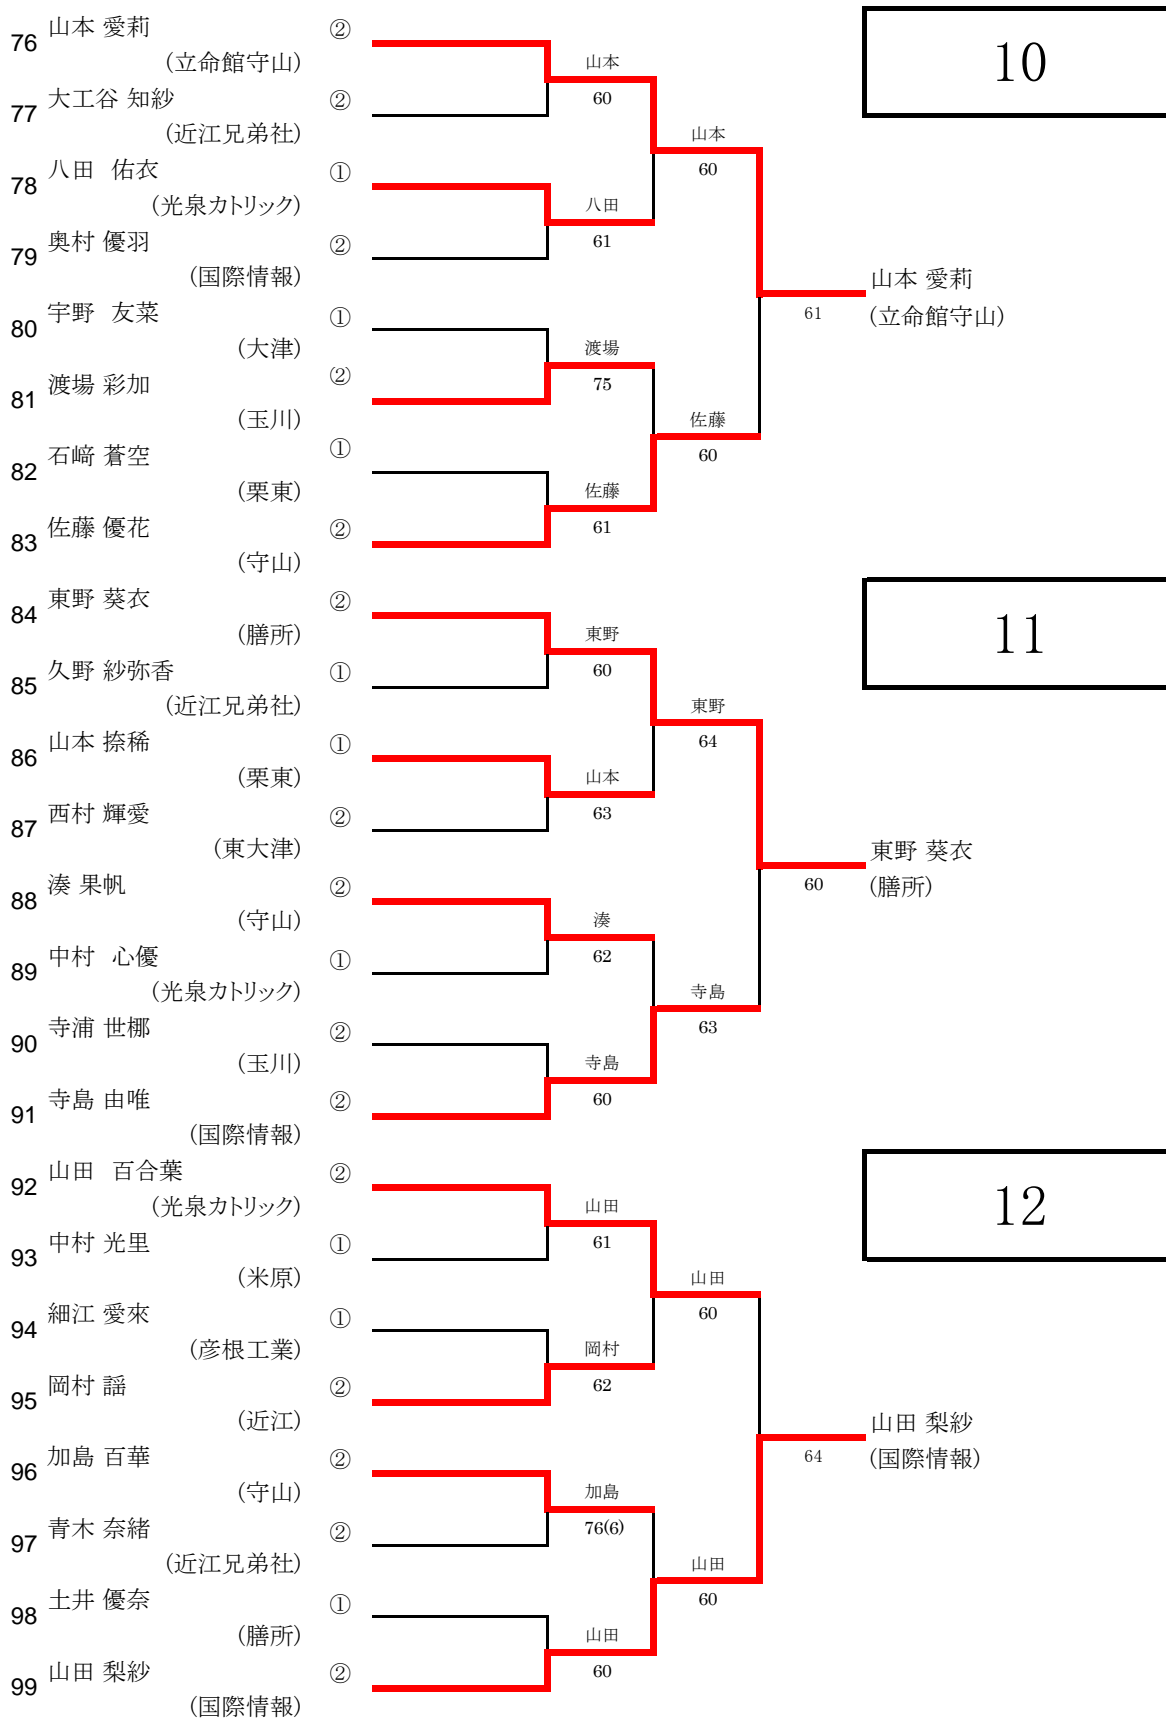 76 山本 愛莉 ②
(立命館守山)
山本
60
77 大工谷 知紗 ②
(近江兄弟社)
山本
60
78 八田 佑衣 ①
(光泉カトリック)
八田
61
79 奥村 優羽 ②
(国際情報)
10
山本 愛莉
(立命館守山)
61
80 宇野 友菜 ①
(大津)
渡場
75
81 渡場 彩加 ②
(玉川)
佐藤
60
82 石﨑 蒼空 ①
(栗東)
佐藤
61
83 佐藤 優花 ②
(守山)
84 東野 葵衣 ②
(膳所)
東野
60
85 久野 紗弥香 ①
(近江兄弟社)
東野
64
86 山本 捺稀 ①
(栗東)
山本
63
87 西村 輝愛 ②
(東大津)
11
東野 葵衣
(膳所)
60
88 湊 果帆 ②
(守山)
湊
62
89 中村 心優 ①
(光泉カトリック)
寺島
63
90 寺浦 世梛 ②
(玉川)
寺島
60
91 寺島 由唯 ②
(国際情報)
92 山田 百合葉 ②
(光泉カトリック)
山田
61
93 中村 光里 ①
(米原)
山田
60
94 細江 愛來 ①
(彦根工業)
岡村
62
95 岡村 謡 ②
(近江)
12
山田 梨紗
(国際情報)
64
96 加島 百華 ②
(守山)
加島
76(6)
97 青木 奈緒 ②
(近江兄弟社)
山田
60
98 土井 優奈 ①
(膳所)
山田
60
99 山田 梨紗 ②
(国際情報)